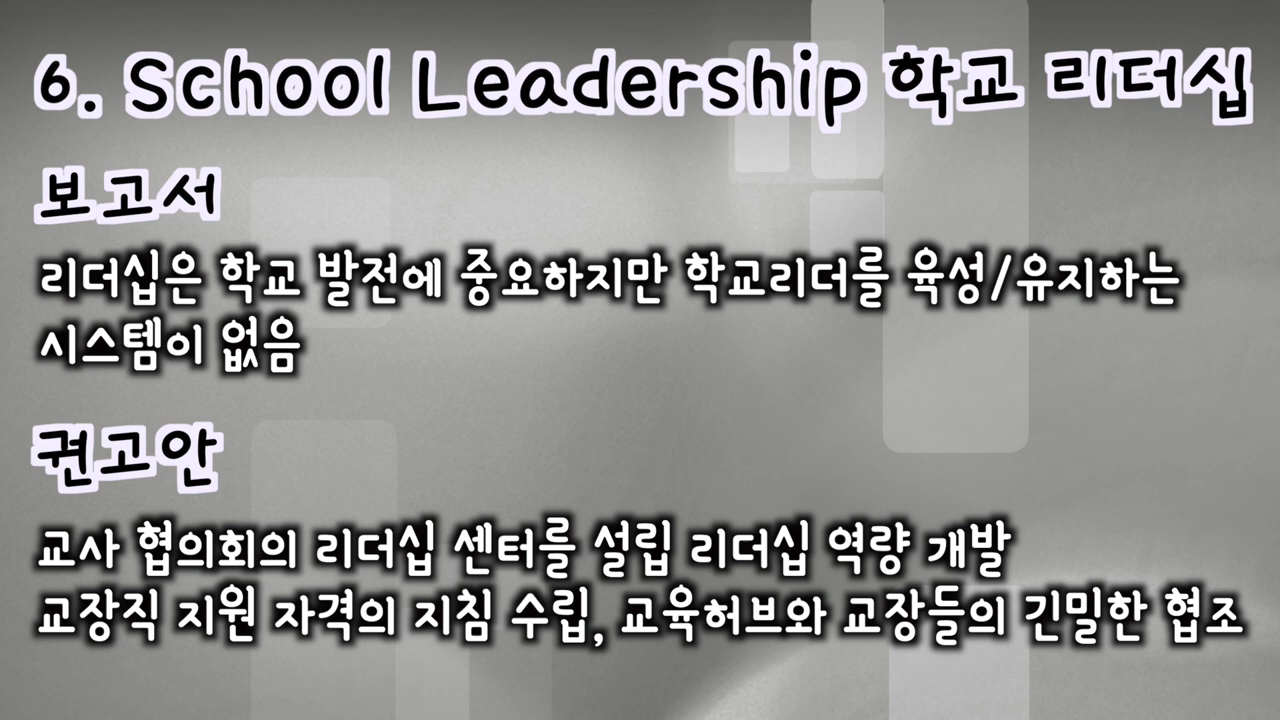 6. School Leadership 학교 리더십
보고서
리더십은 학교 발전에 중요하지만 학교리더를 육성/유지하는
시스템이 없음
권고안
교사 협의회의 리더십 센터를 설립 리더십 역량 개발
교장직 지원 자격의 지침 수립, 교육허브와 교장들의 긴밀한 협조